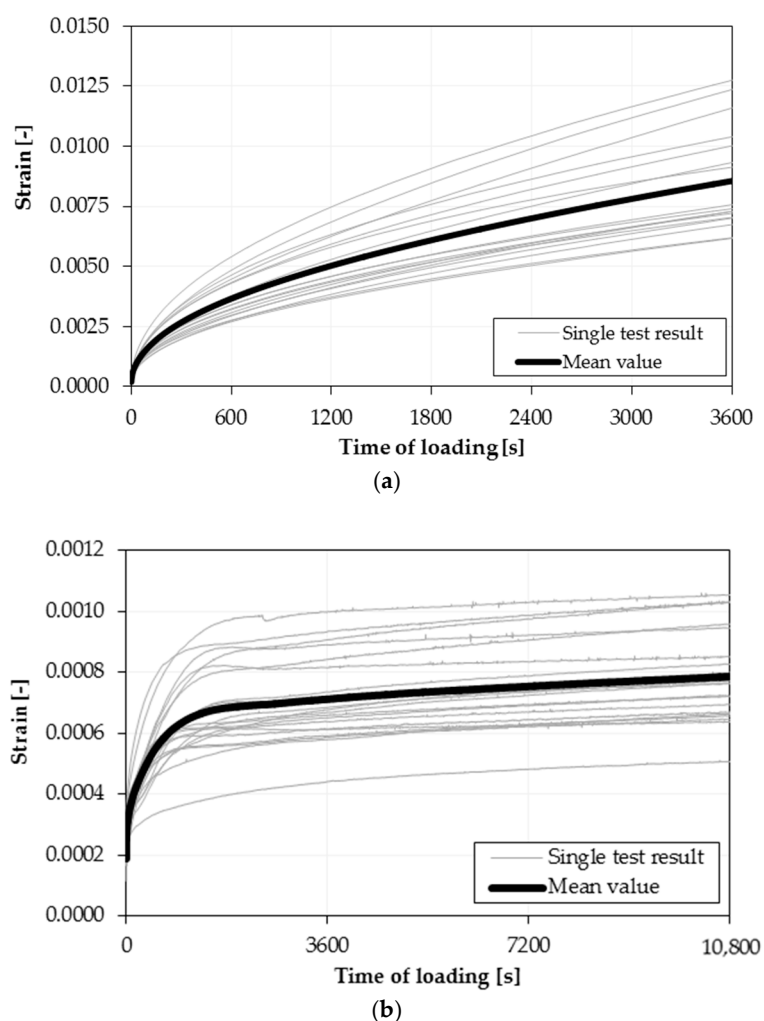 0.0150
0.0125
0.0100
0.0075
0.0050
0.0025
0.0000
Strain [-]
Single test result
Mean value
0 600 1200 1800 2400 3000 3600
Time of loading [s]
(a)
0.0012
0.0010
0.0008
0.0006
0.0004
0.0002
0.0000
Strain [-]
Single test result
Mean value
0 3600 7200 10,800
Time of loading [s]
(b)